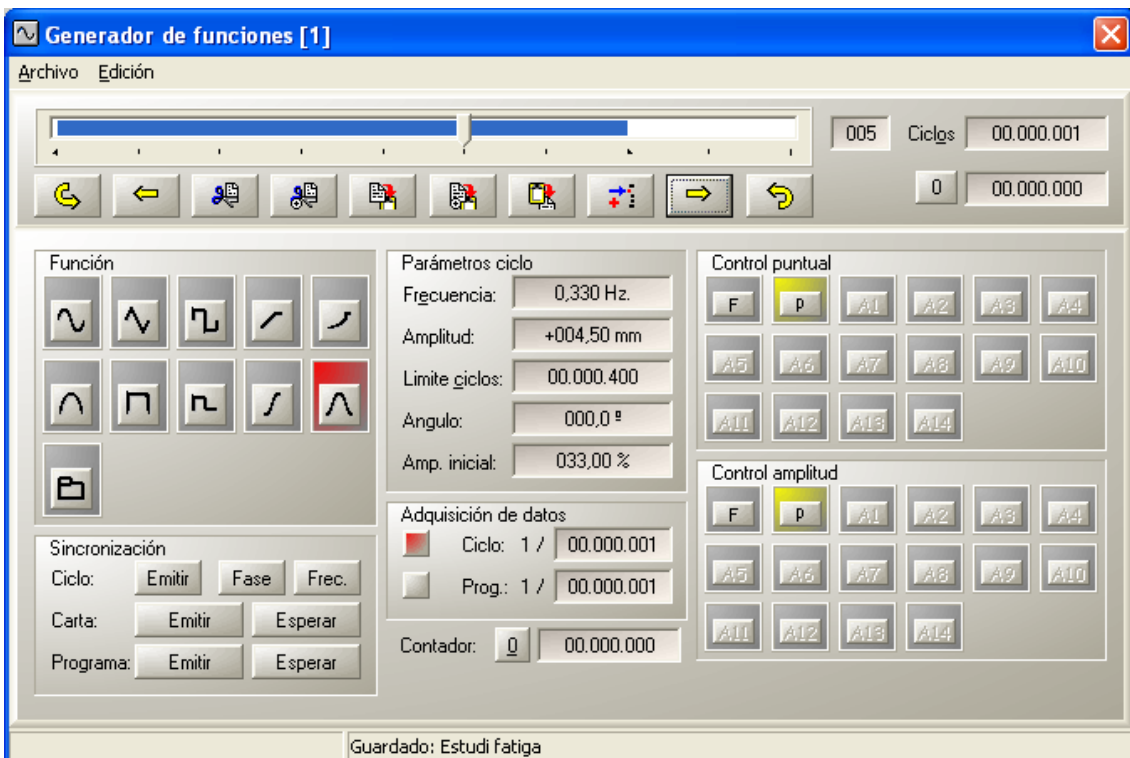 Generador de funciones [1]
Archivo Edición
005 Ciclos 00.000.001
0 00.000.000
Función
Parámetros ciclo
Frecuencia: 0,330 Hz.
Amplitud: +004,50 mm
Limite ciclos: 00.000.400
Angulo: 000,0 º
Amp. inicial: 033,00 %
Control puntual
F P A1 A2 A3 A4
A5 A6 A7 A8 A9 A10
A11 A12 A13 A14
Control amplitud
F P A1 A2 A3 A4
A5 A6 A7 A8 A9 A10
A11 A12 A13 A14
Sincronización
Ciclo: Emitir Fase Frec.
Carta: Emitir Esperar
Programa: Emitir Esperar
Adquisición de datos
Ciclo: 1 / 00.000.001
Prog.: 1 / 00.000.001
Contador: 0 00.000.000
Guardado: Estudi fatiga